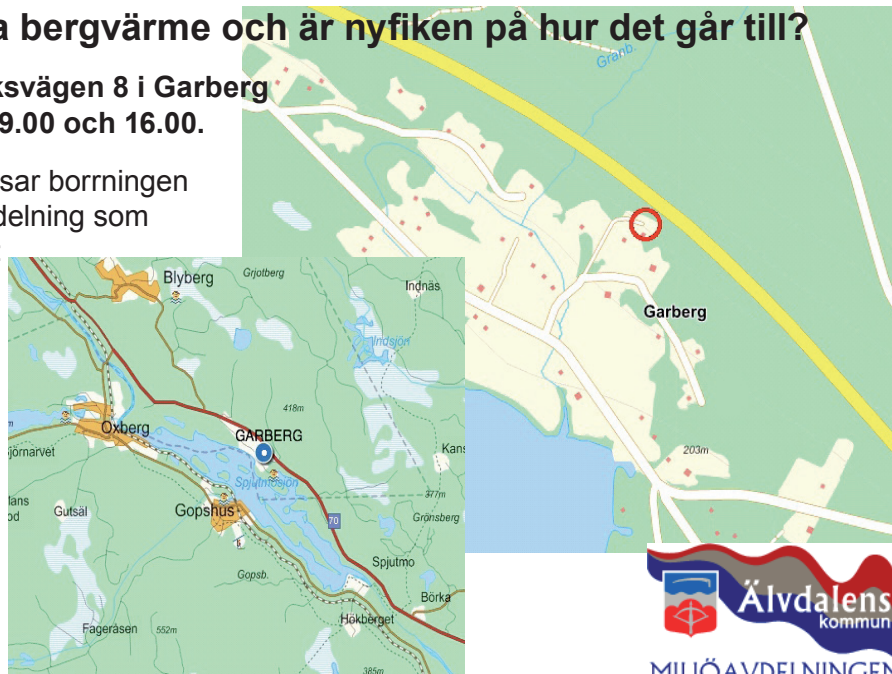 a bergvärme och är nyfiken på hur det går till?
ksvägen 8 i Garberg
9.00 och 16.00.
sar borrningen
delning som
Granb.
Garberg
203m
Blyberg
Grjotberg
Indnäs
Indsjön
418m
Oxberg
GARBERG
jörnarvet
Kans
Spjutmosjön
377m
Gutsål
Gopshus
Grönsberg
70
Gopsb.
Spjutmo
Börka
Hökberget
Fageråsen
552m
385m
Älvdalens
kommun
MILJÖAVDELNINGEN